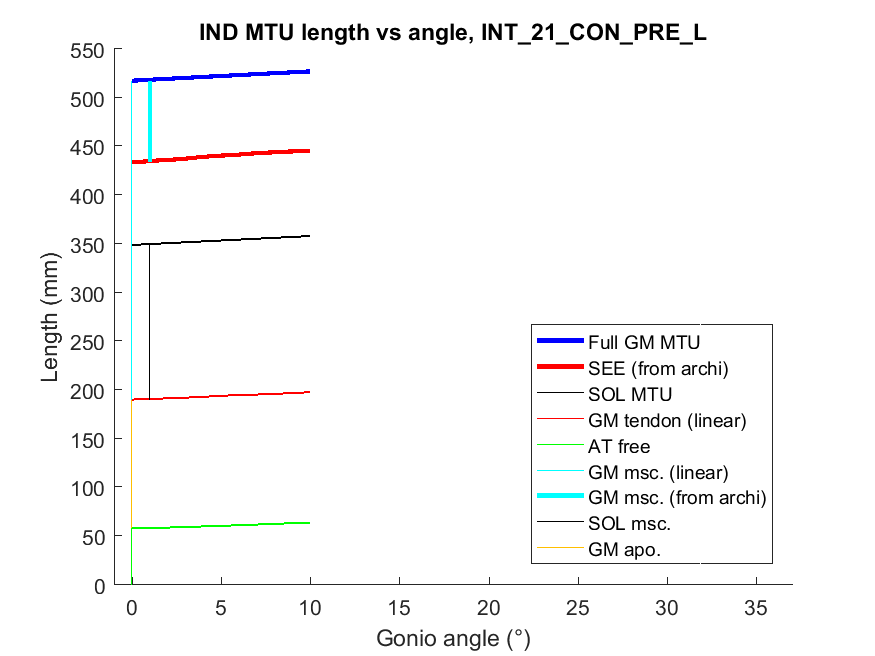 IND MTU length vs angle, INT_21_CON_PRE_L
550
500
450
400
350
300
250
200
150
100
50
0
Length (mm)
0 5 10 15 20 25 30 35
Gonio angle (°)
Full GM MTU
SEE (from archi)
SOL MTU
GM tendon (linear)
AT free
GM msc. (linear)
GM msc. (from archi)
SOL msc.
GM apo.